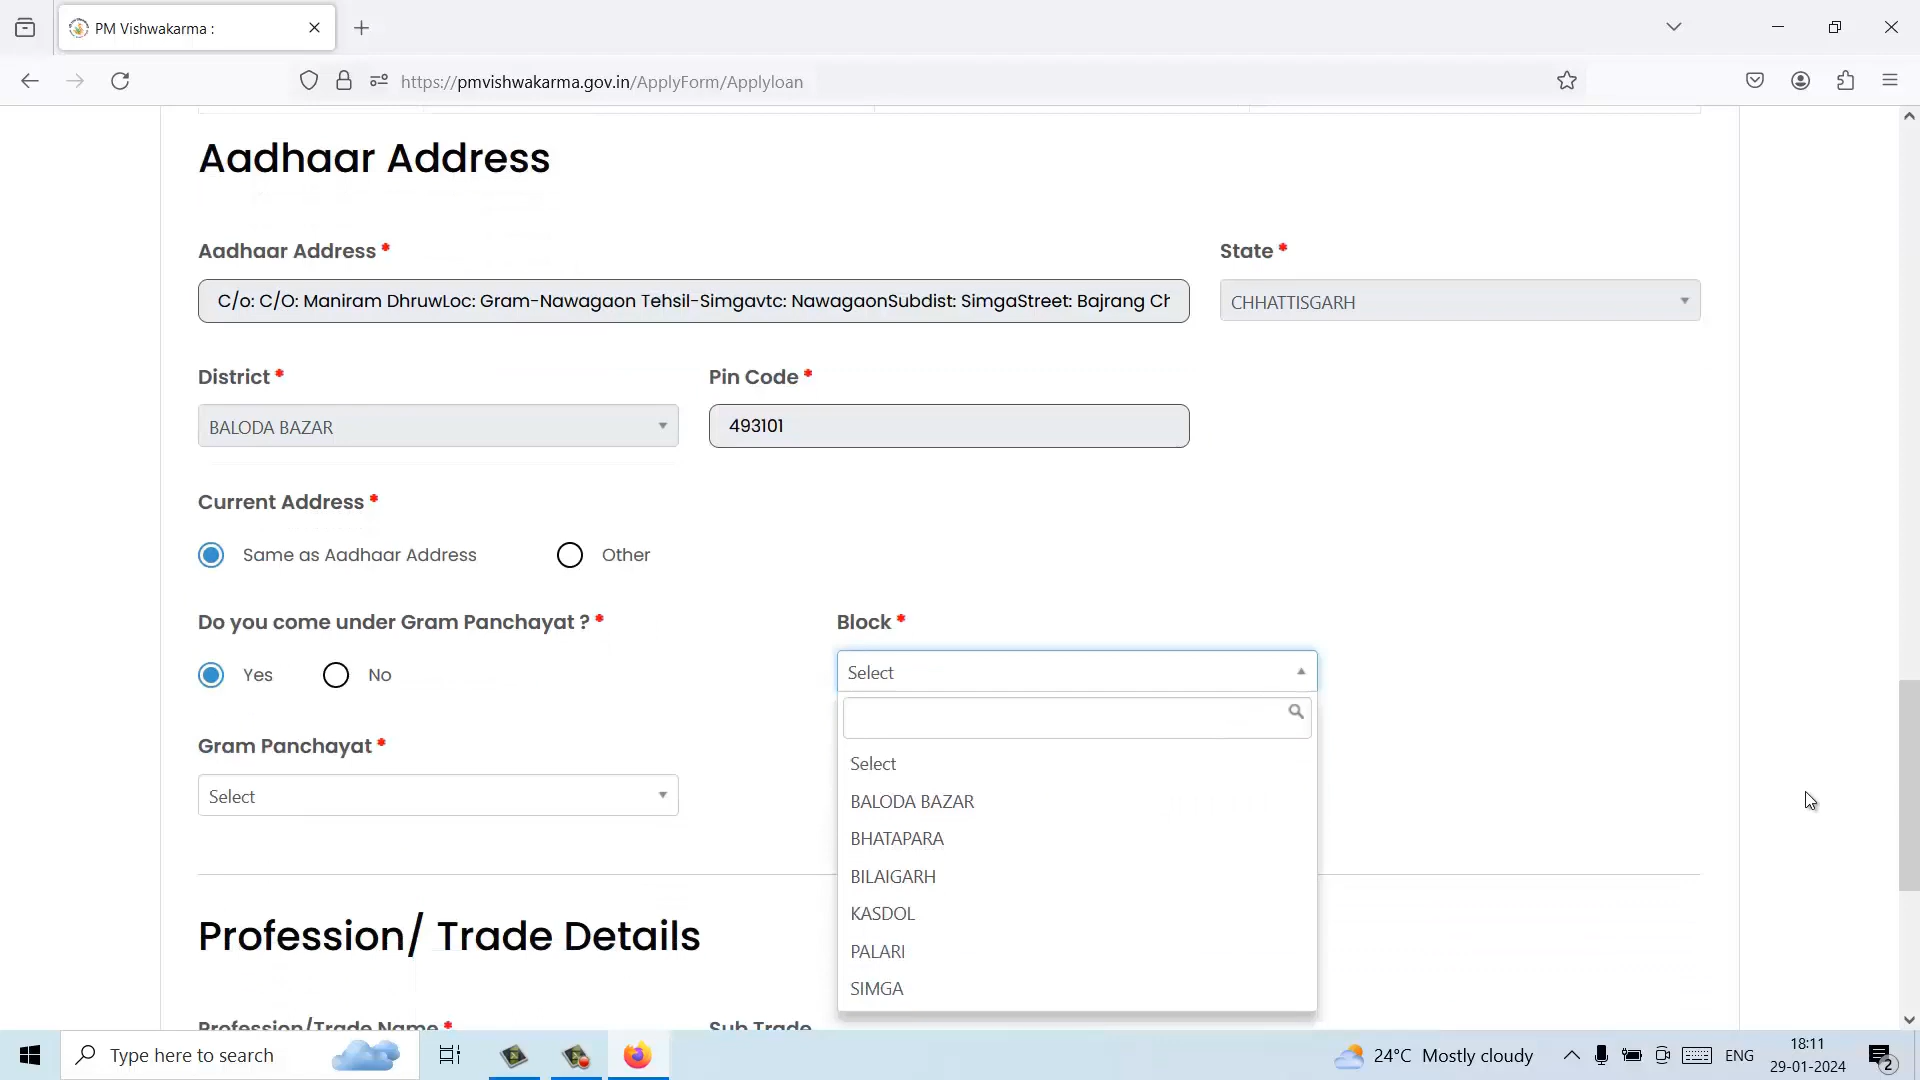 PM Vishwakarma :
https://pmvishwakarma.gov.in/ApplyForm/Applyloan
Aadhaar Address
Aadhaar Address *
State *
C/o: C/O: Maniram DhruwLoc: Gram-Nawagaon Tehsil-Simgavtc: NawagaonSubdist: SimgaStreet: Bajrang Ch
CHHATTISGARH
District *
Pin Code *
BALODA BAZAR
493101
Current Address *
Same as Aadhaar Address
Other
Do you come under Gram Panchayat ? *
Block *
Yes
No
Select
Gram Panchayat *
Select
Select
BALODA BAZAR
BHATAPARA
BILAIGARH
KASDOL
PALARI
SIMGA
Profession/ Trade Details
Profession/Trade Name *
Sub Trade
Type here to search
24°C Mostly cloudy
ENG
18:11
29-01-2024
2